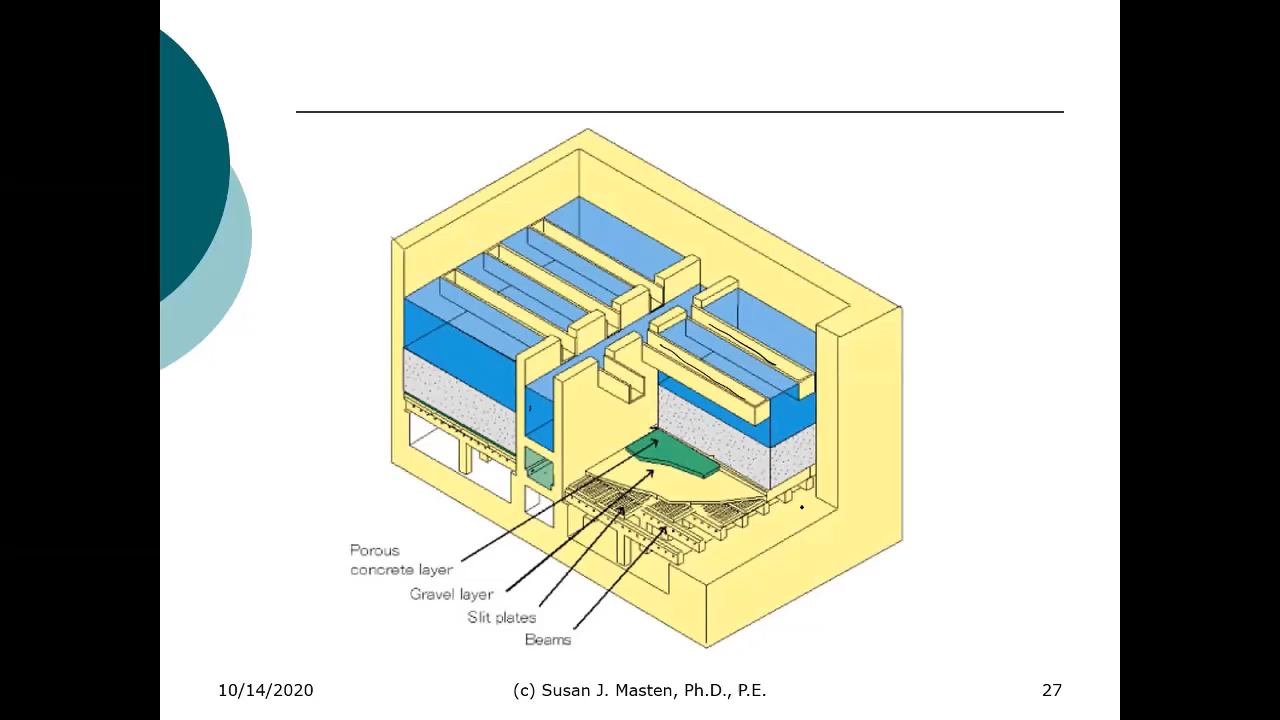 Porous
concrete layer
Gravel layer
Slit plates
Beams
10/14/2020
(c) Susan J. Masten, Ph.D., P.E.
27